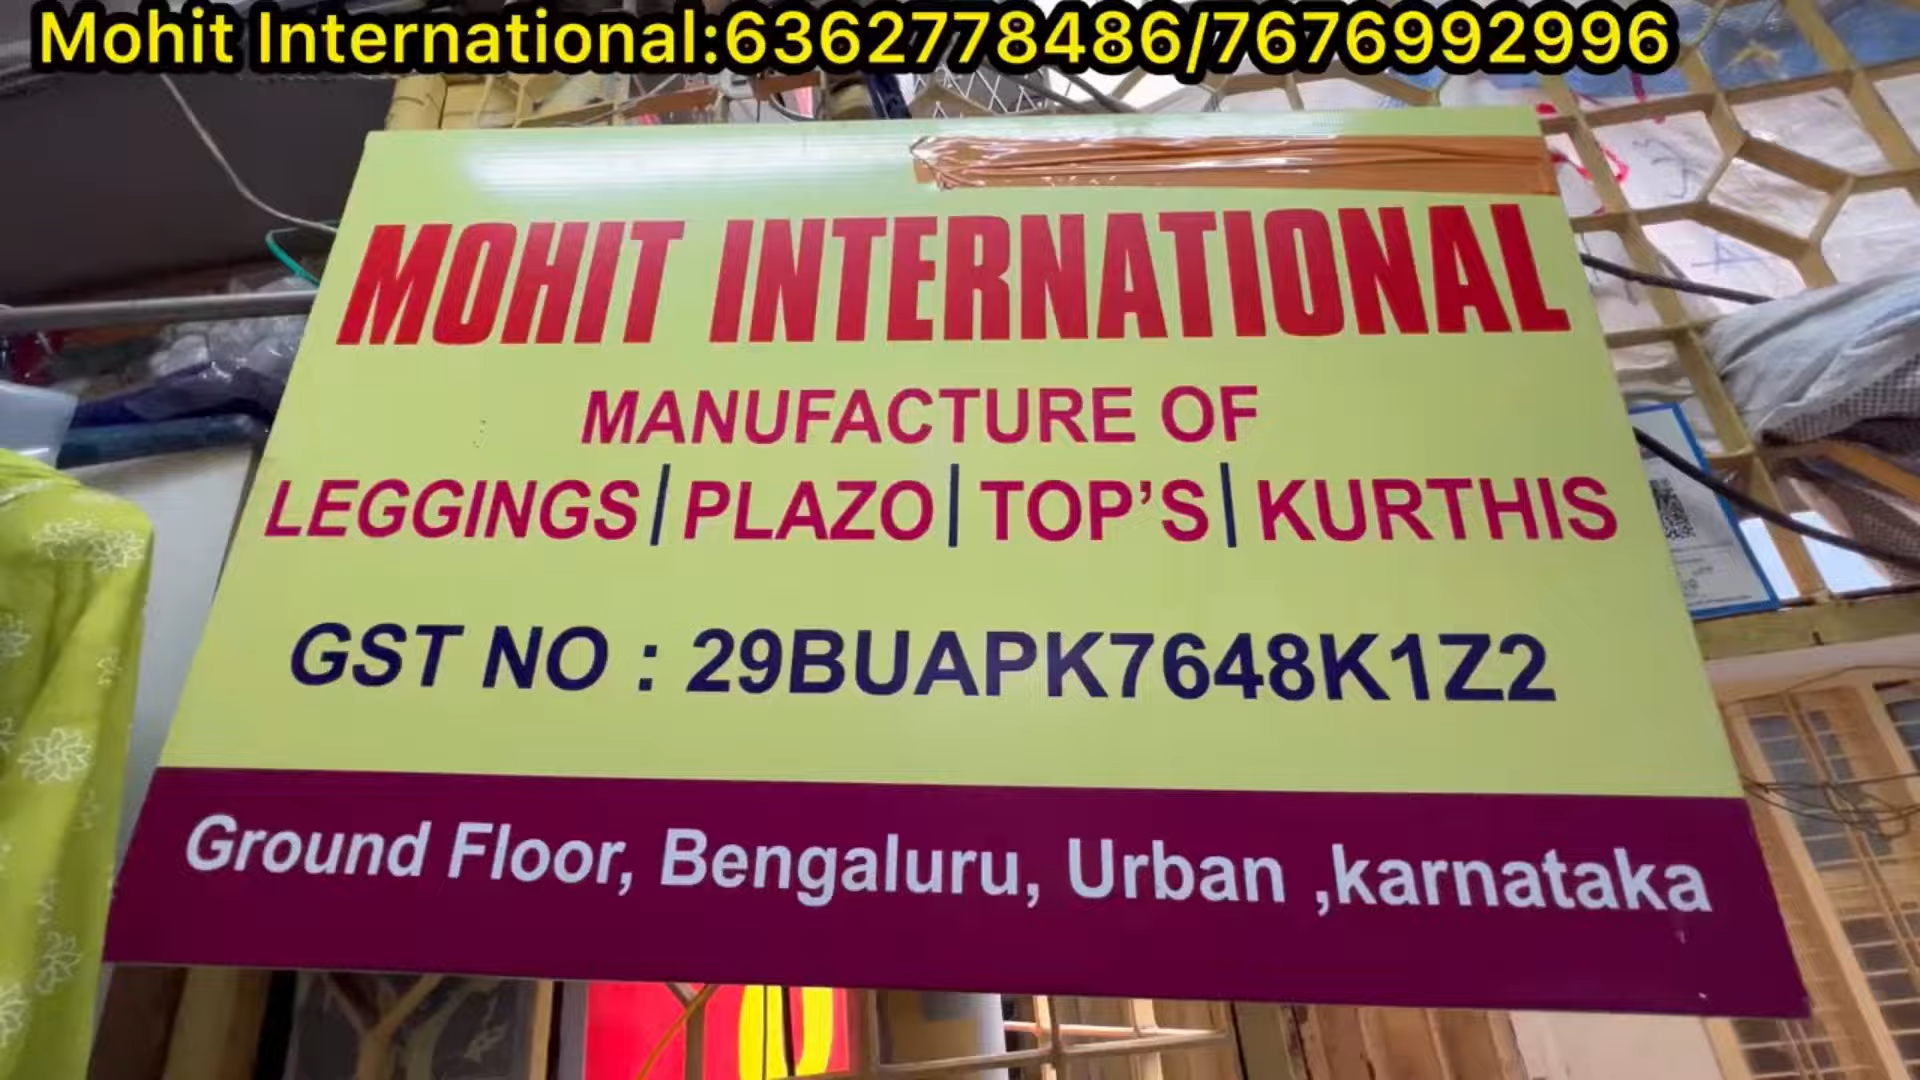 Mohit International:6362778486/7676992996
MOHIT INTERNATIONAL
MANUFACTURE OF
LEGGINGS|PLAZO|TOP'S|KURTHIS
GST NO : 29BUAPK7648K1Z2
Ground Floor, Bengaluru, Urban ,karnataka